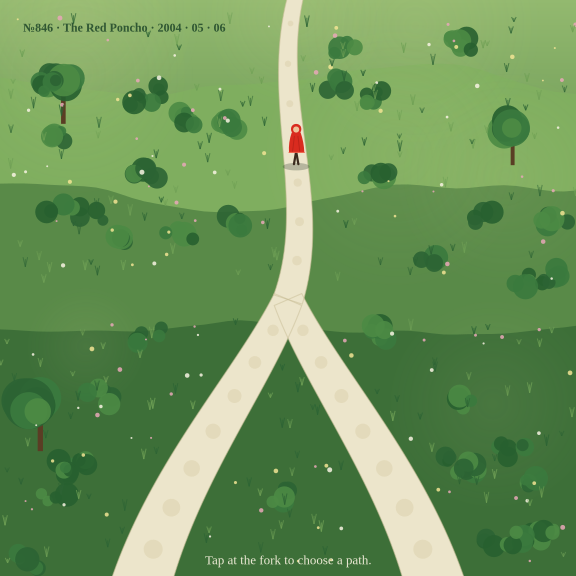 №846 · The Red Poncho · 2004 · 05 · 06
Tap at the fork to choose a path.